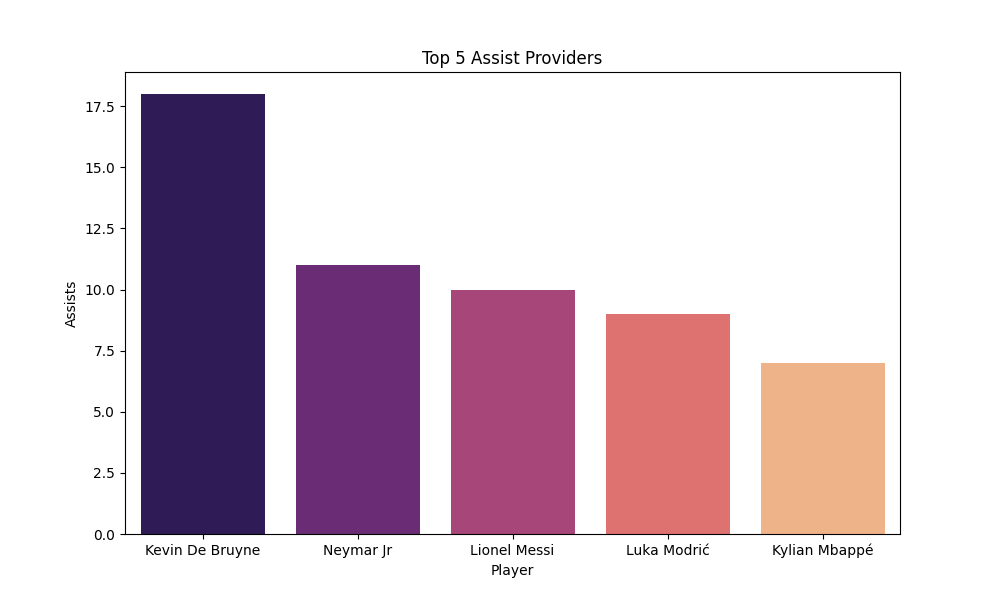 Top 5 Assist Providers
17.5
15.0
12.5
10.0
7.5
5.0
2.5
0.0
Assists
Kevin De Bruyne Neymar Jr Lionel Messi Luka Modrić Kylian Mbappé
Player